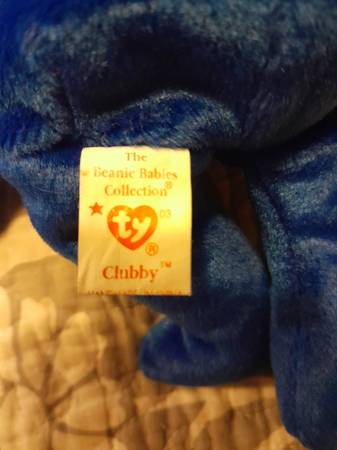 The
Beanie Babies
Collection®
ty 03
®
Clubby™